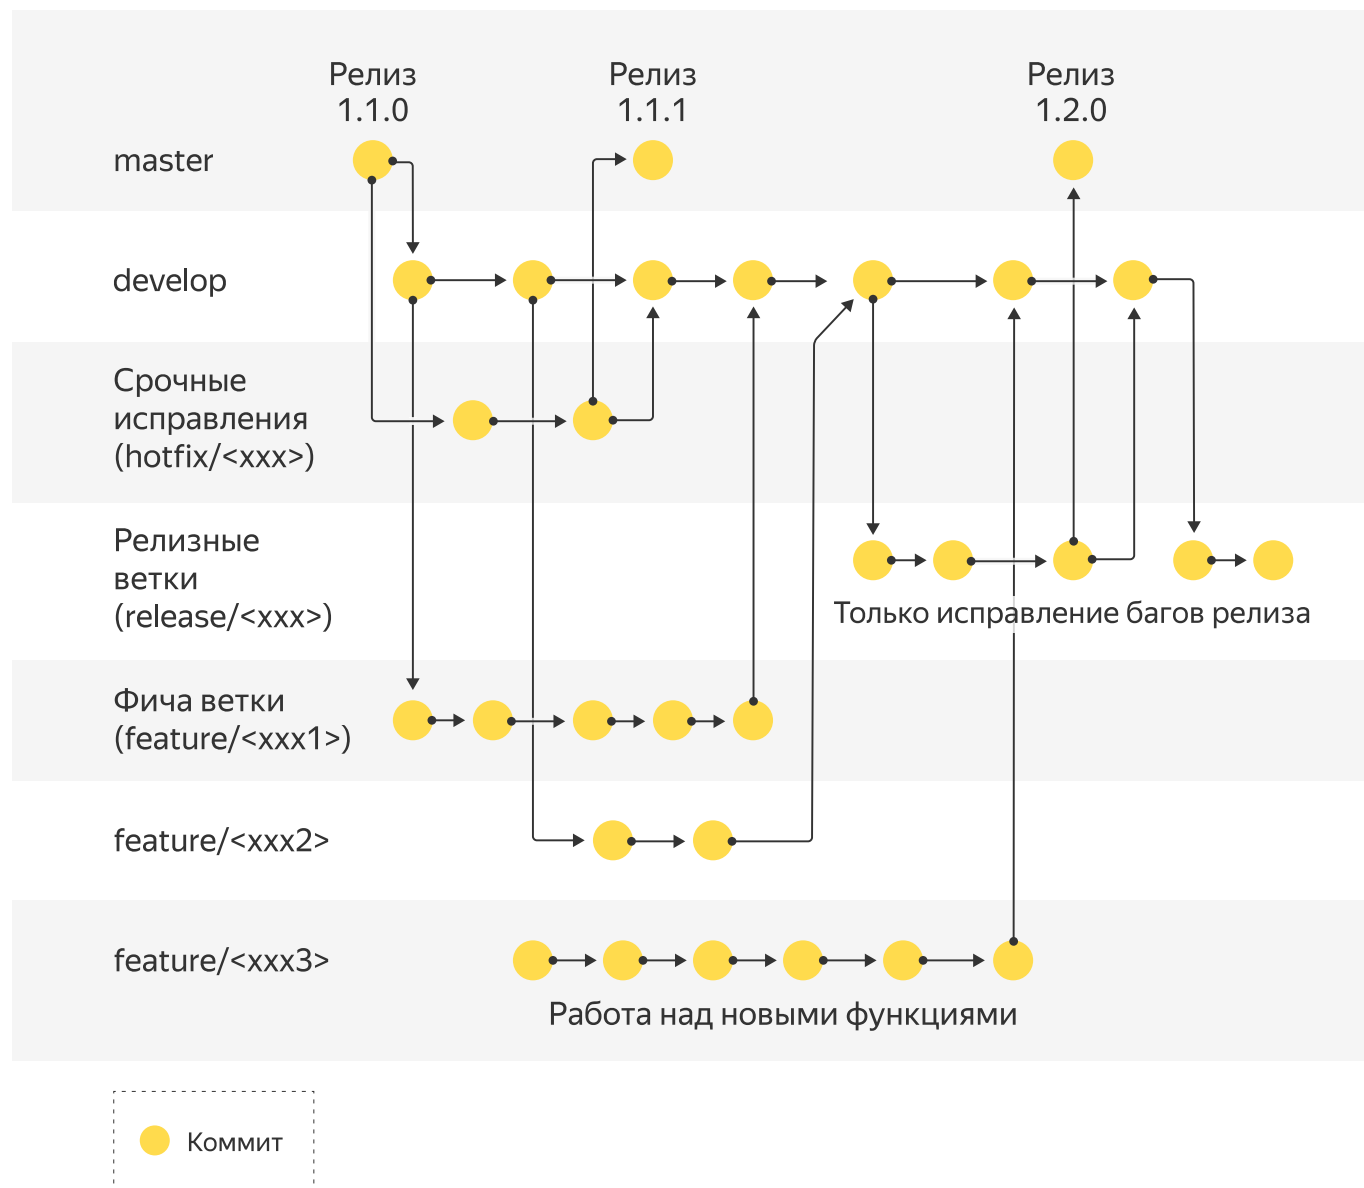 Релиз
1.1.0
Релиз
1.1.1
Релиз
1.2.0
master
develop
Срочные
исправления
(hotfix/<xxx>)
Релизные
ветки
(release/<xxx>)
Только исправление багов релиза
Фича ветки
(feature/<xxx1>)
feature/<xxx2>
feature/<xxx3>
Работа над новыми функциями
Коммит